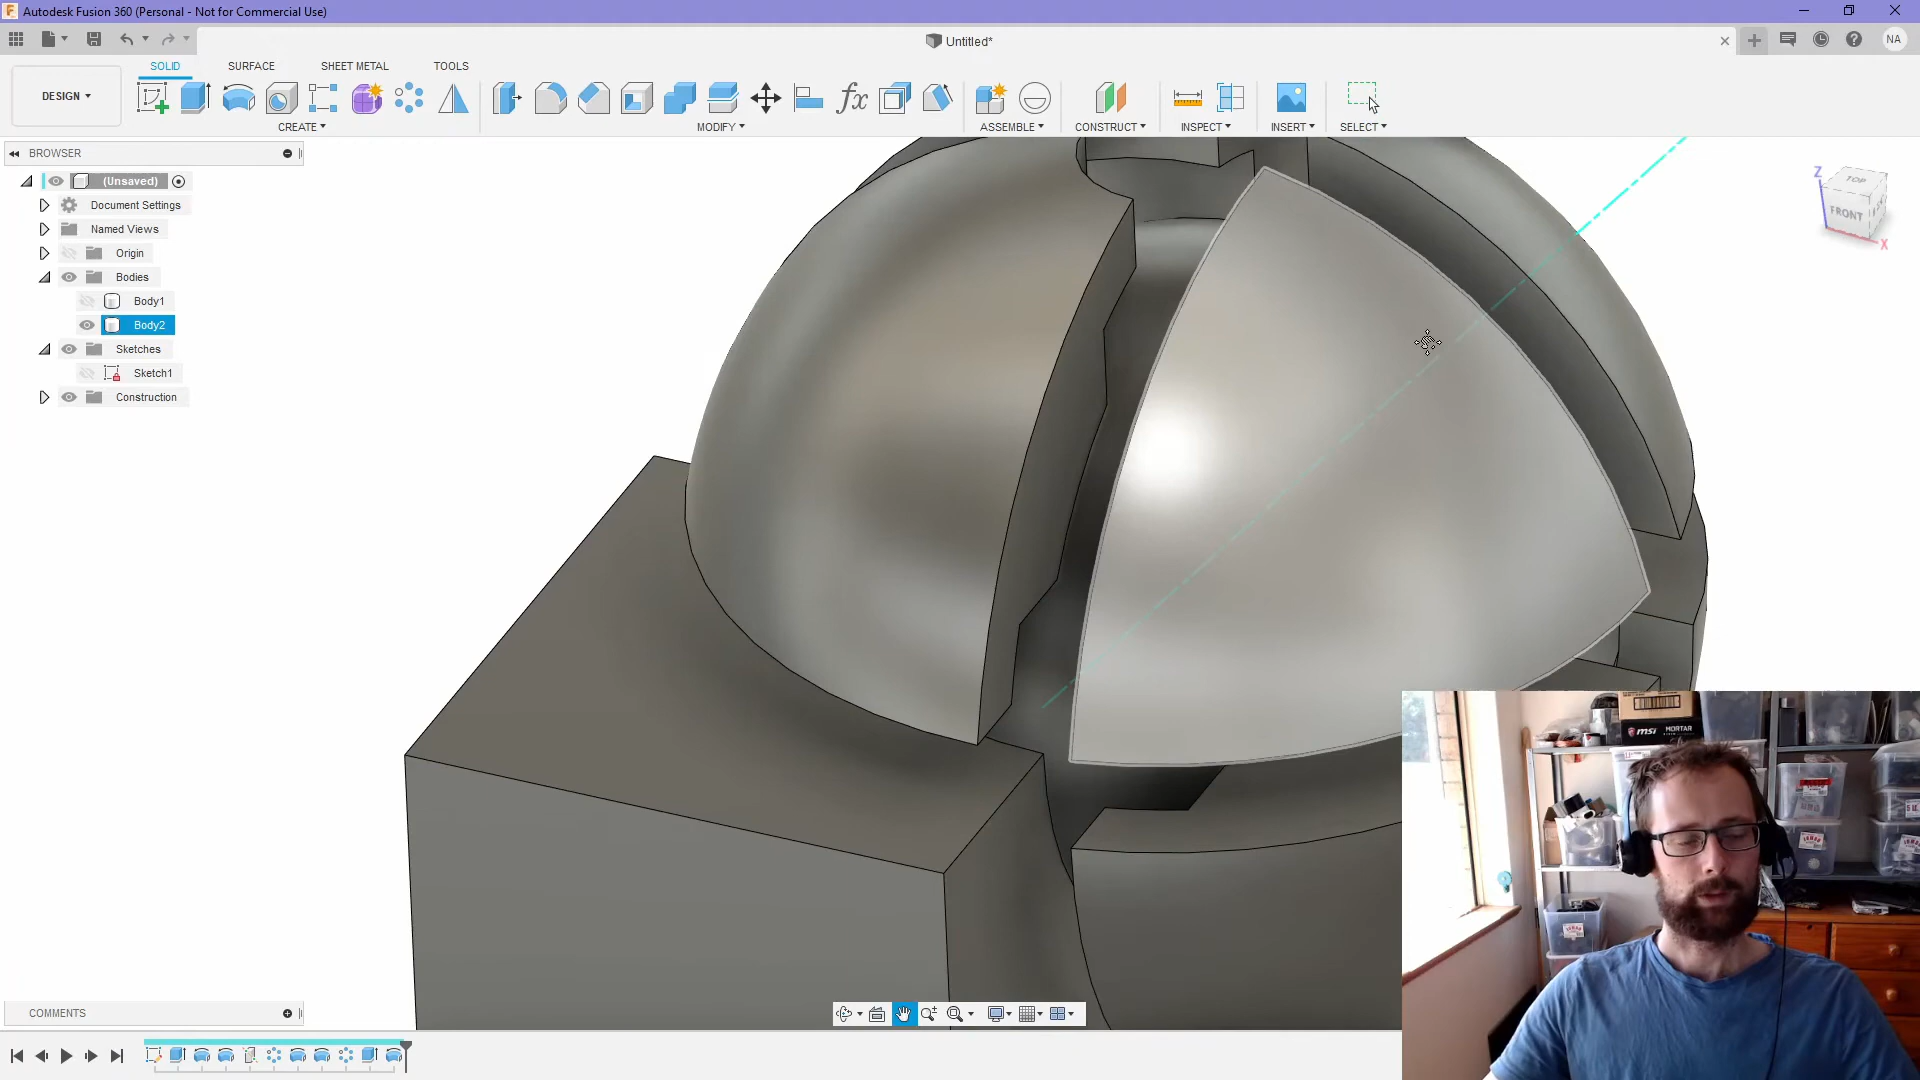 Autodesk Fusion 360 (Personal - Not for Commercial Use)
Untitled*
NA
DESIGN
SOLID
SURFACE
SHEET METAL
TOOLS
CREATE
MODIFY
ASSEMBLE
CONSTRUCT
INSPECT
INSERT
SELECT
BROWSER
(Unsaved)
Document Settings
Named Views
Origin
Bodies
Body1
Body2
Sketches
Sketch1
Construction
Z
TOP
FRONT
X
msi MORTAR
COMMENTS